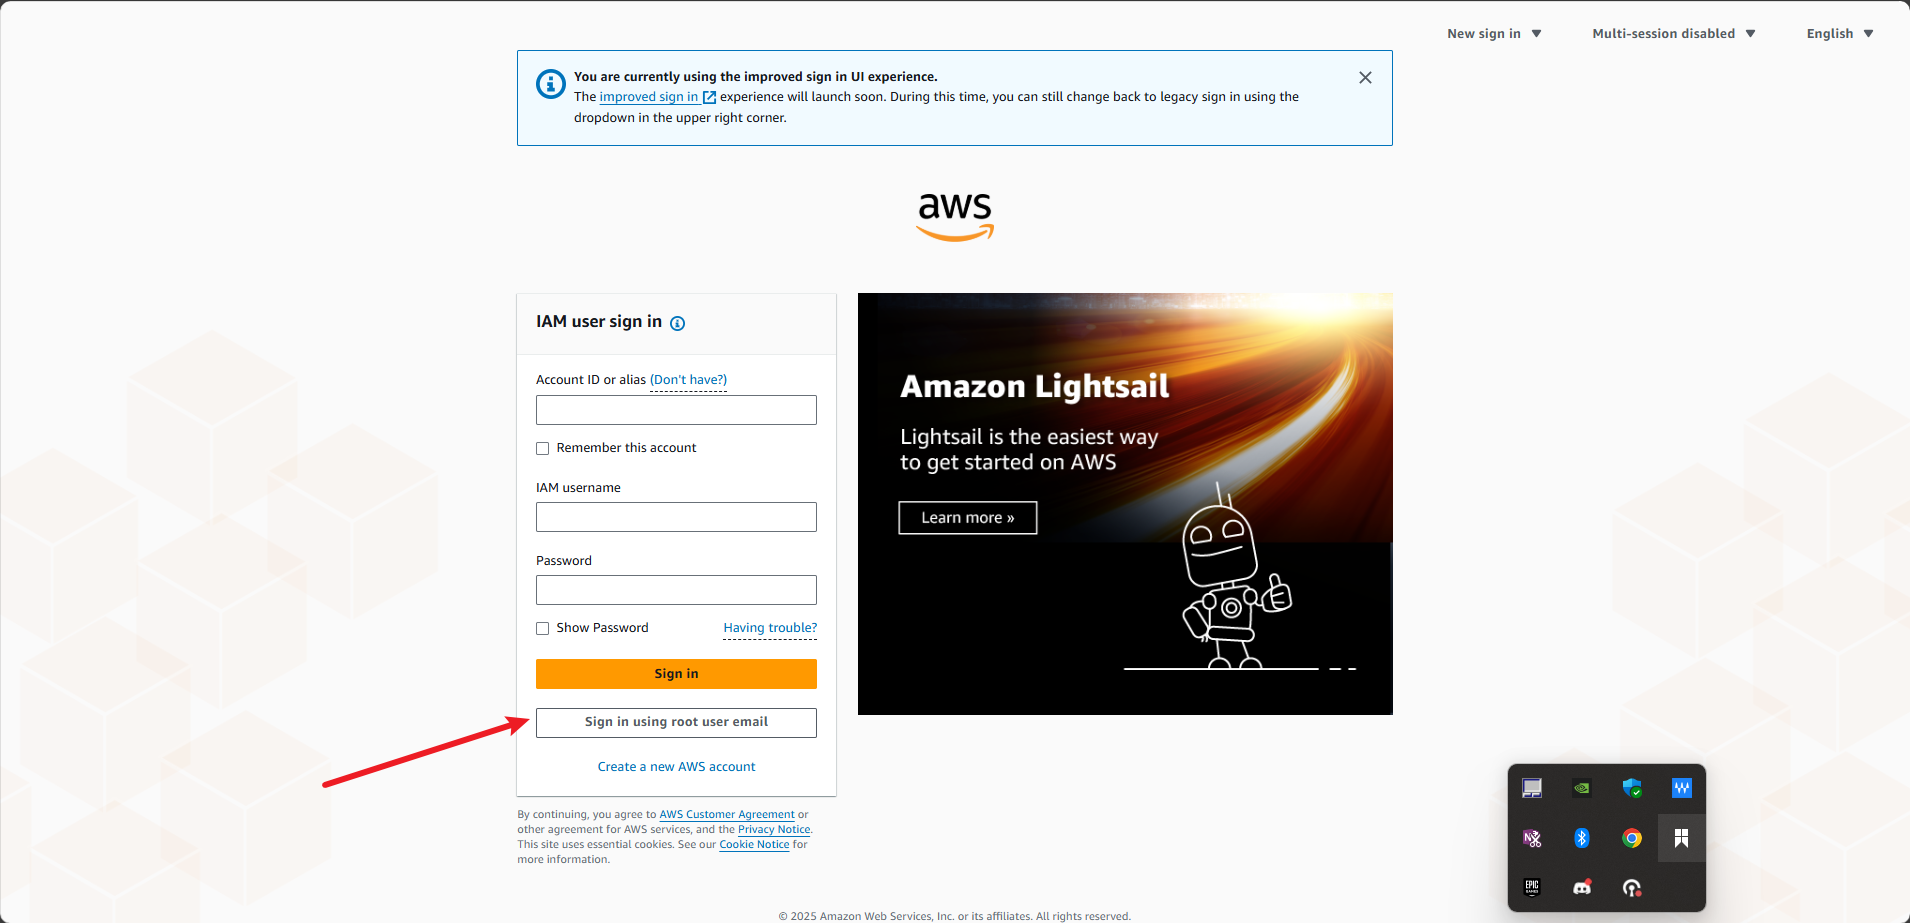 New sign in
Multi-session disabled
English
You are currently using the improved sign in UI experience.
The improved sign in experience will launch soon. During this time, you can still change back to legacy sign in using the
dropdown in the upper right corner.
aws
IAM user sign in
Account ID or alias (Don't have?)
Remember this account
IAM username
Password
Show Password
Having trouble?
Sign in
Sign in using root user email
Create a new AWS account
By continuing, you agree to AWS Customer Agreement or
other agreement for AWS services, and the Privacy Notice.
This site uses essential cookies. See our Cookie Notice for
more information.
Amazon Lightsail
Lightsail is the easiest way
to get started on AWS
Learn more »
EPIC
GAMES
© 2025 Amazon Web Services, Inc. or its affiliates. All rights reserved.